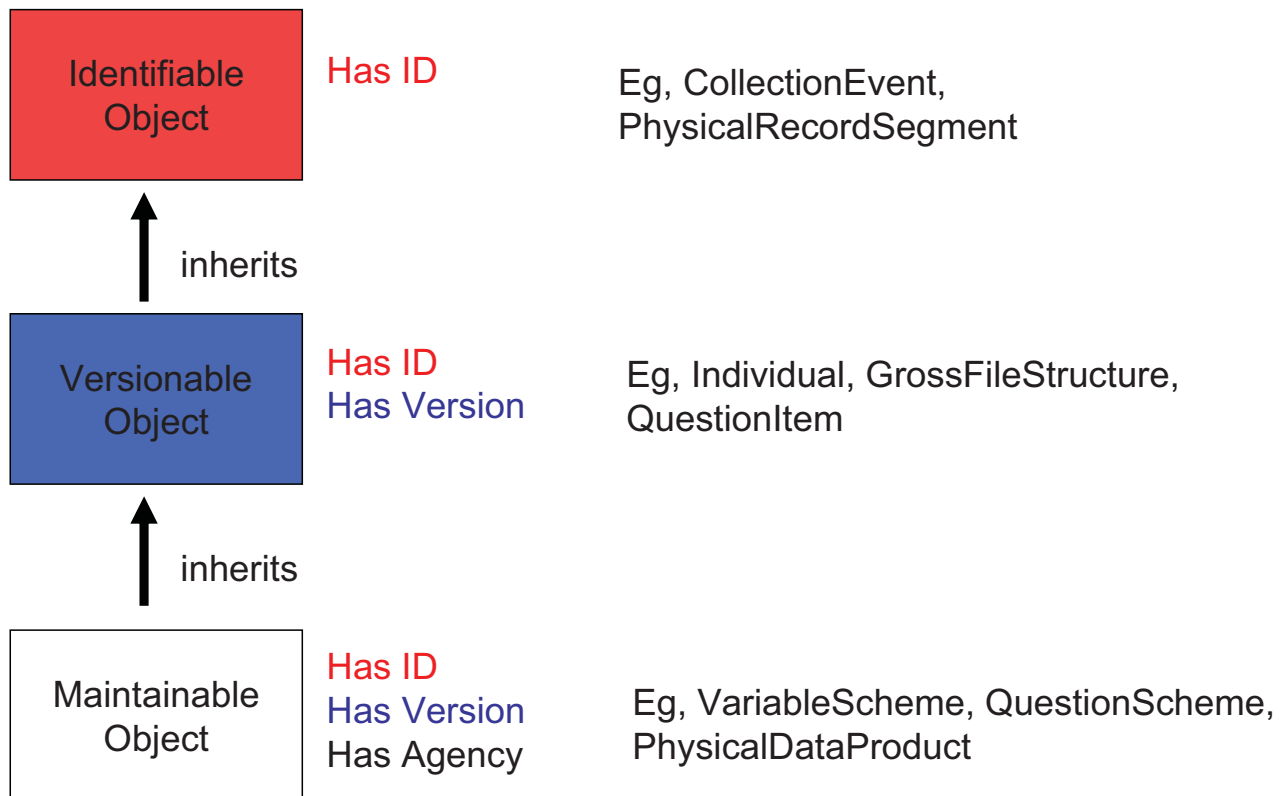 Identifiable
Object
Has ID
Eg, CollectionEvent,
PhysicalRecordSegment
inherits
Versionable
Object
Has ID
Has Version
Eg, Individual, GrossFileStructure,
QuestionItem
inherits
Maintainable
Object
Has ID
Has Version
Has Agency
Eg, VariableScheme, QuestionScheme,
PhysicalDataProduct